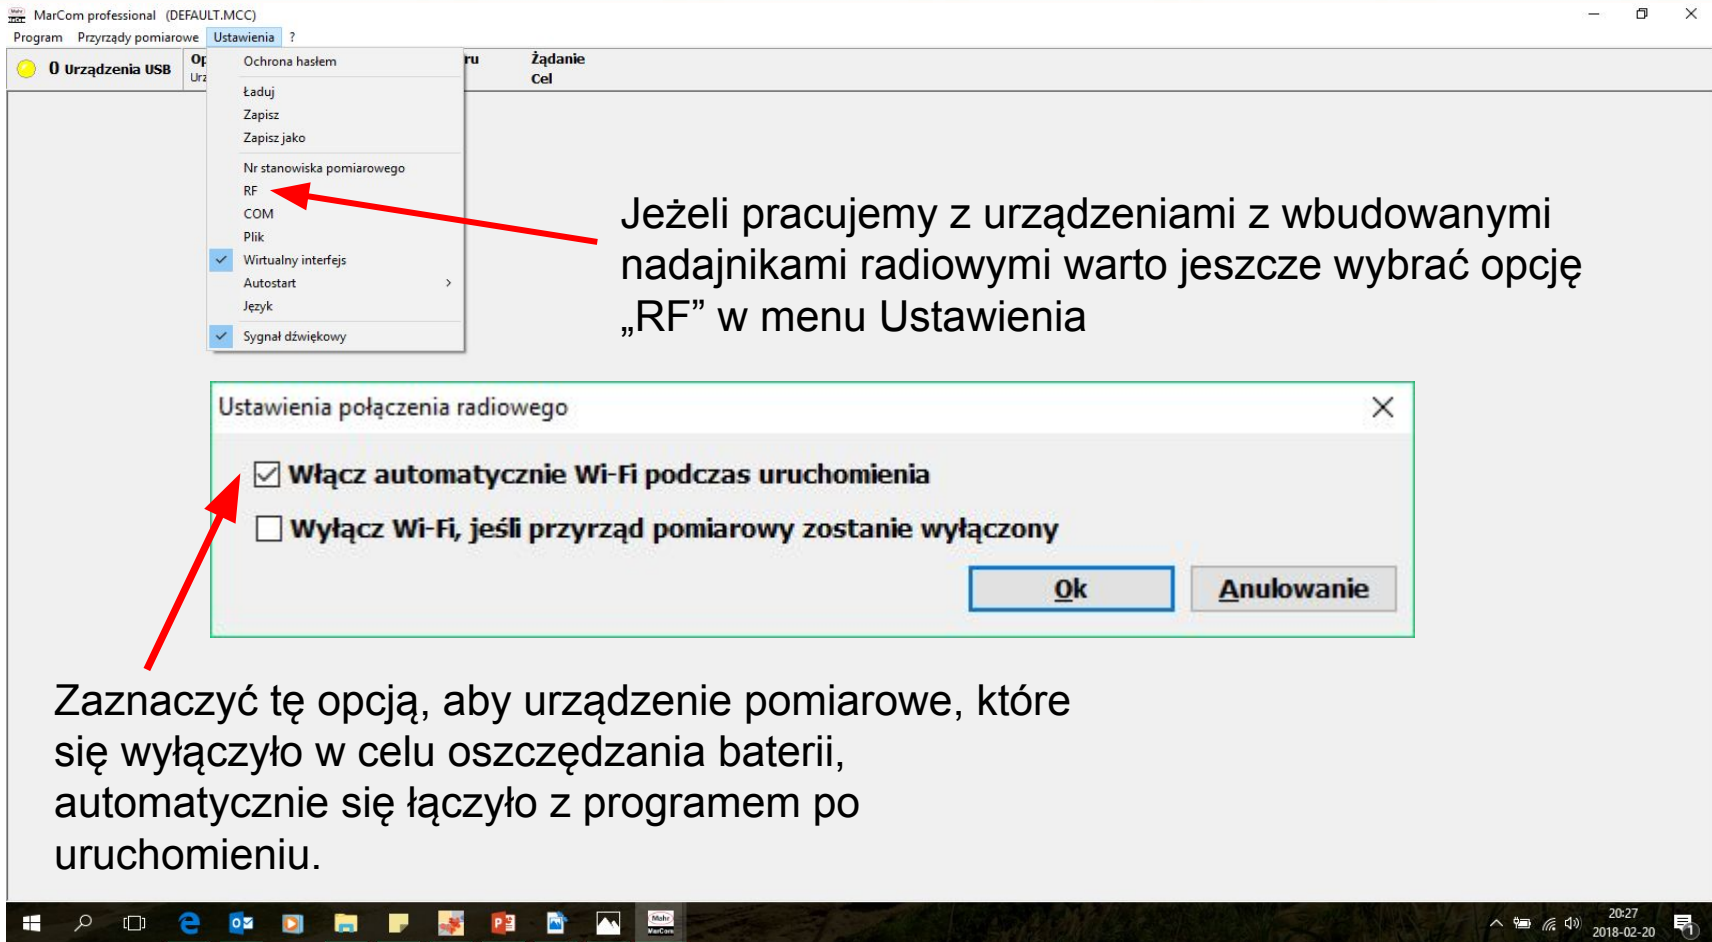 MarCom professional (DEFAULT.MCC)
Program Przyrządy pomiarowe Ustawienia ?
0 Urządzenia USB
Żądanie
Cel
Ochrona hasłem
Ładuj
Zapisz
Zapisz jako
Nr stanowiska pomiarowego
RF
COM
Plik
Wirtualny interfejs
Autostart
Język
Sygnał dźwiękowy
Jeżeli pracujemy z urządzeniami z wbudowanymi
nadajnikami radiowymi warto jeszcze wybrać opcję
„RF” w menu Ustawienia
Ustawienia połączenia radiowego
Włącz automatycznie Wi-Fi podczas uruchomienia
Wyłącz Wi-Fi, jeśli przyrząd pomiarowy zostanie wyłączony
Ok Anulowanie
Zaznaczyć tę opcją, aby urządzenie pomiarowe, które
się wyłączyło w celu oszczędzania baterii,
automatycznie się łączyło z programem po
uruchomieniu.
Mahr
MarCom
20:27
2018-02-20
1